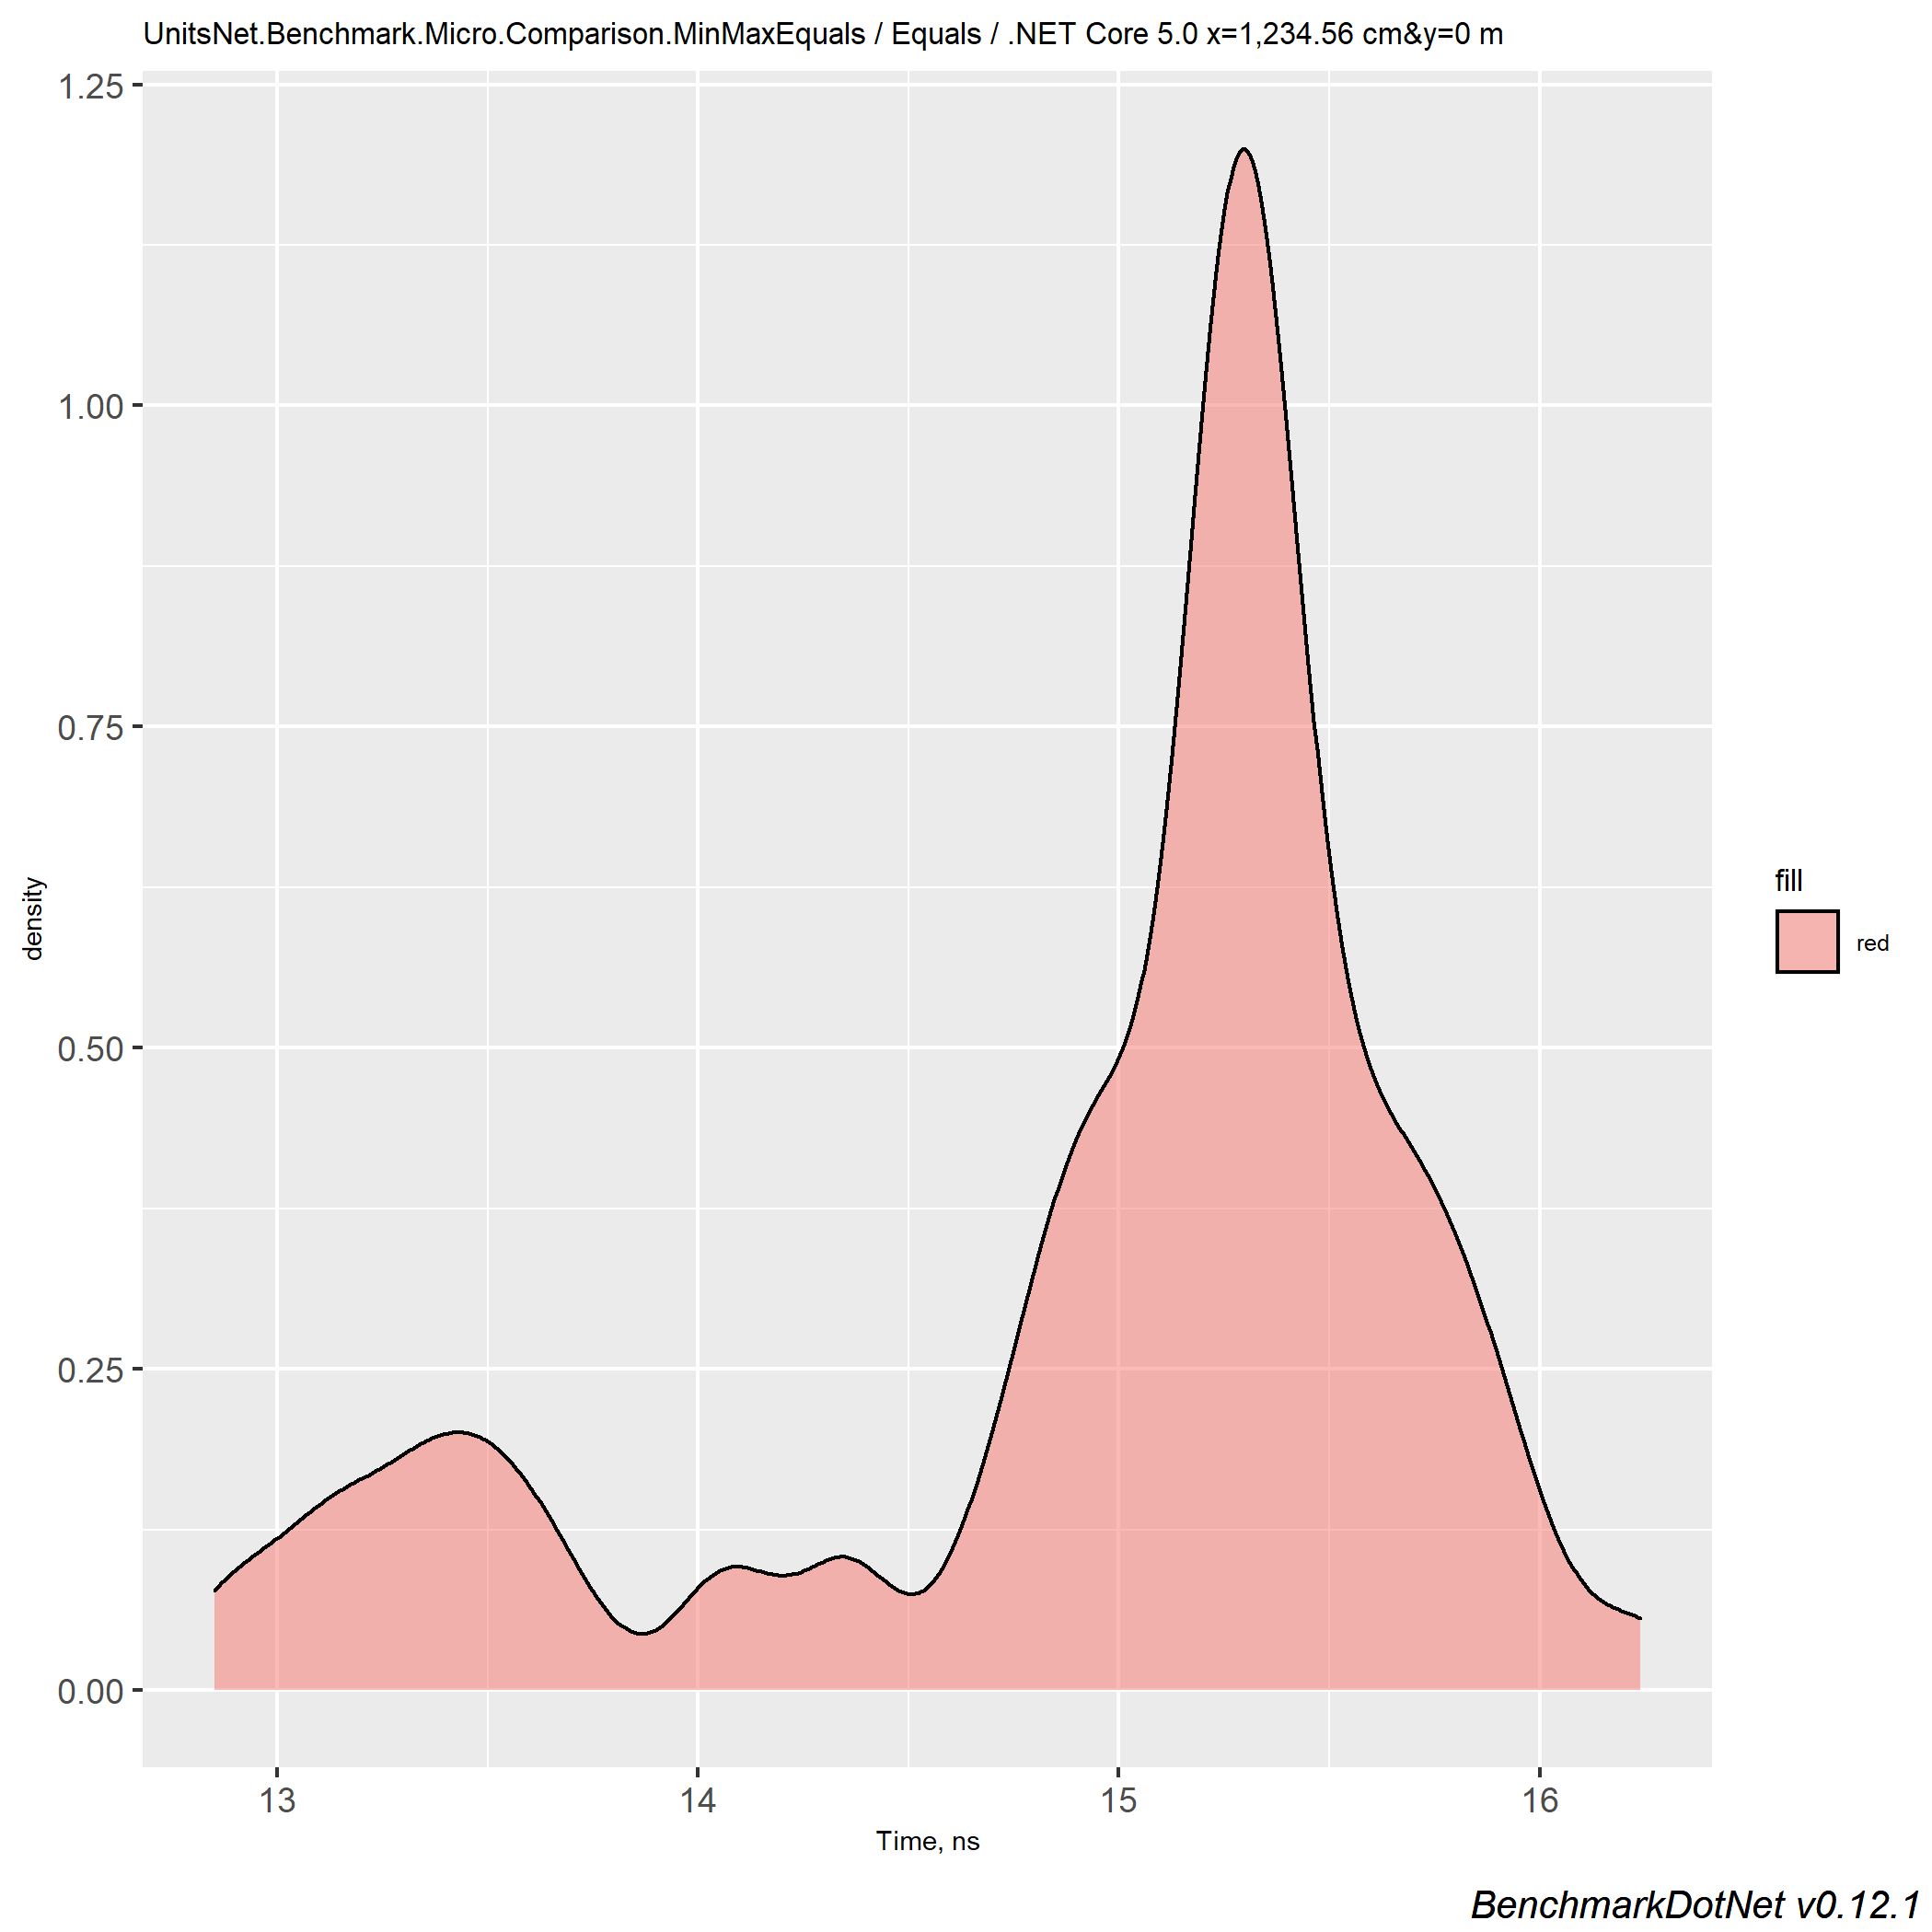 UnitsNet.Benchmark.Micro.Comparison.MinMaxEquals / Equals / .NET Core 5.0 x=1,234.56 cm&y=0 m
1.25
1.00
0.75
0.50
0.25
0.00
density
13 14 15 16
Time, ns
fill
red
BenchmarkDotNet v0.12.1